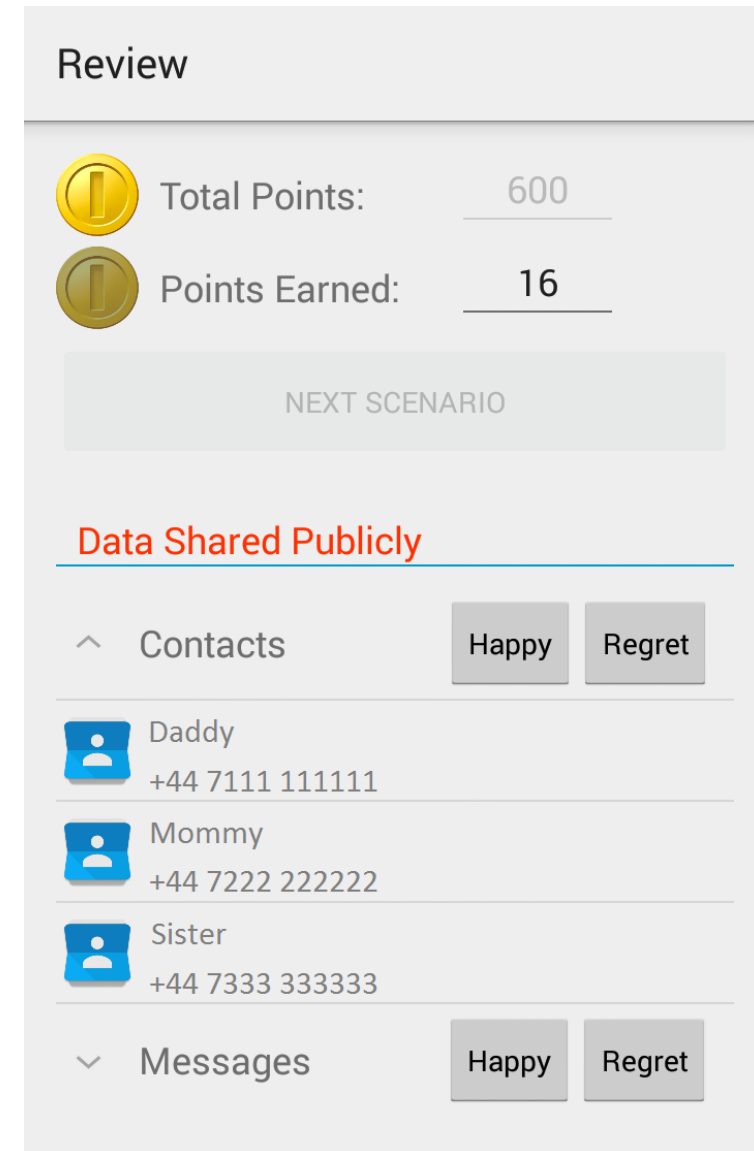 Review
Total Points: 600
Points Earned: 16
NEXT SCENARIO
Data Shared Publicly
Contacts Happy Regret
Daddy
+44 7111 111111
Mommy
+44 7222 222222
Sister
+44 7333 333333
Messages Happy Regret